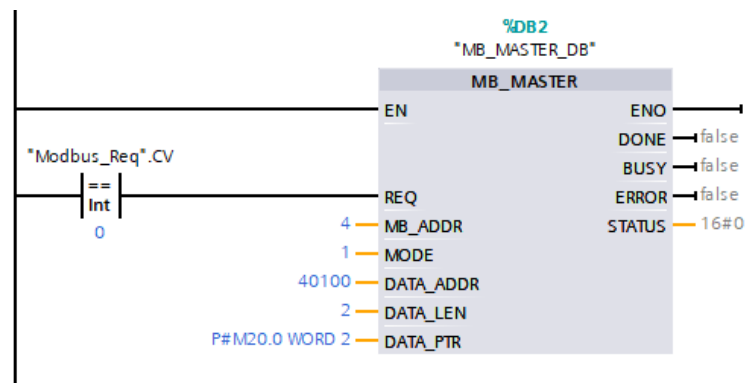 %DB2
"MB_MASTER_DB"
MB_MASTER
EN ENO
DONE false
"Modbus_Req".CV
BUSY false
==
Int
0
REQ ERROR false
4 MB_ADDR STATUS 16#0
1 MODE
40100 DATA_ADDR
2 DATA_LEN
P#M20.0 WORD 2 DATA_PTR